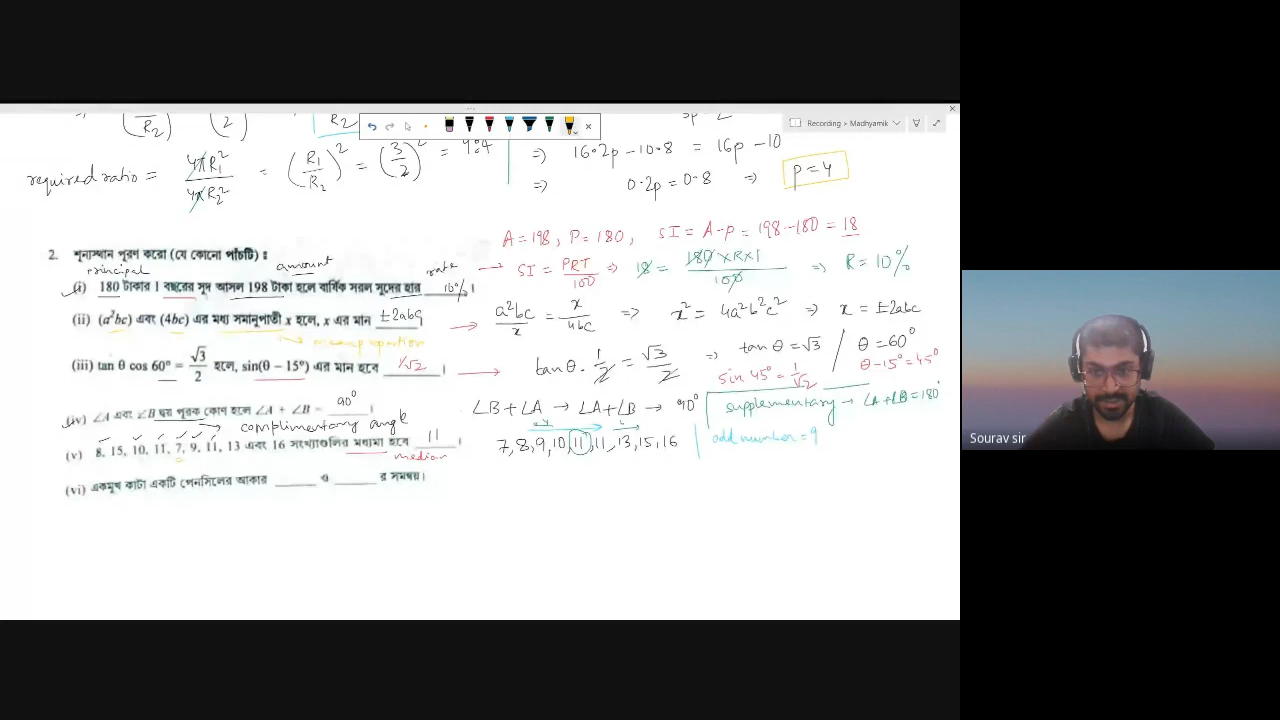 Recording > Madhyamik
required ratio = 4πR₁² / 4πR₂² = (R₁/R₂)² = (3/2)² = 9:4
⇒ 16·2p − 10·8 = 16p − 10
⇒ 0·2p = 0·8 ⇒ p = 4
2. শূন্যস্থান পূরণ করো (যে কোনো পাঁচটি) :
principal amount rate
(i) 180 টাকার 1 বছরের সুদ আসল 198 টাকা হলে বার্ষিক সরল সুদের হার 10% ।
A = 198, P = 180, SI = A−P = 198−180 = 18
→ SI = PRT/100 ⇒ 18 = 180×R×1/100 ⇒ R = 10%
(ii) (a²bc) এবং (4bc) এর মধ্য সমানুপাতী x হলে, x এর মান ±2abc
→ a²bc/x = x/4bc ⇒ x² = 4a²b²c² ⇒ x = ±2abc
(iii) tan θ cos 60° = √3/2 হলে, sin(θ − 15°) এর মান হবে 1/√2 ।
→ tan θ · 1/2 = √3/2 ⇒ tan θ = √3 / θ = 60°
sin 45° = 1/√2 θ−15° = 45°
(iv) ∠A এবং ∠B দ্বয় পূরক কোণ হলে ∠A + ∠B = 90° ।
complimentary angle
∠B + ∠A → ∠A + ∠B → 90°
supplementary → ∠A + ∠B = 180°
(v) 8, 15, 10, 11, 7, 9, 11, 13 এবং 16 সংখ্যাগুলির মধ্যমা হবে 11 ।
median
7, 8, 9, 10, 11, 11, 13, 15, 16
odd number = 9
(vi) একমুখ কাটা একটি পেনসিলের আকার ______ ও ______ র সমন্বয়।
Sourav sir